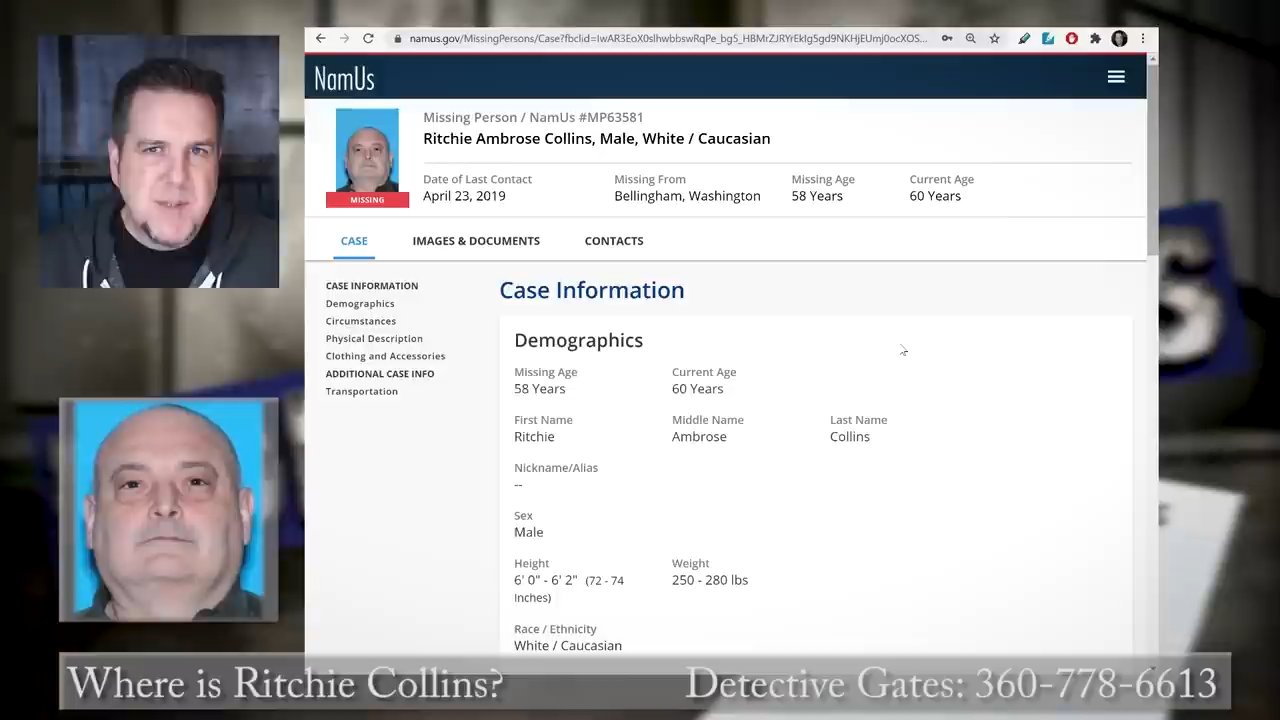 namus.gov/MissingPersons/Case?fbclid=IwAR3EoX0slhwbbswRqPe_bgS_HBMrZJRYrEkIg5gd9NKHjEUmj0ocXOS...
NamUs
Missing Person / NamUs #MP63581
Ritchie Ambrose Collins, Male, White / Caucasian
Date of Last Contact Missing From Missing Age Current Age
April 23, 2019 Bellingham, Washington 58 Years 60 Years
MISSING
CASE IMAGES & DOCUMENTS CONTACTS
CASE INFORMATION
Demographics
Circumstances
Physical Description
Clothing and Accessories
ADDITIONAL CASE INFO
Transportation
Case Information
Demographics
Missing Age Current Age
58 Years 60 Years
First Name Middle Name Last Name
Ritchie Ambrose Collins
Nickname/Alias
--
Sex
Male
Height Weight
6' 0" - 6' 2" (72 - 74 250 - 280 lbs
Inches)
Race / Ethnicity
White / Caucasian
Where is Ritchie Collins? Detective Gates: 360-778-6613